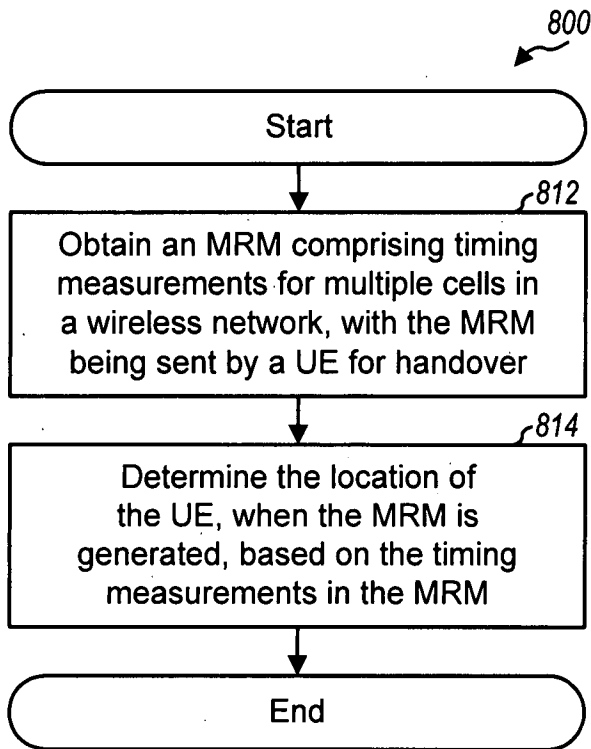 800
Start
812
Obtain an MRM comprising timing
measurements for multiple cells in
a wireless network, with the MRM
being sent by a UE for handover
814
Determine the location of
the UE, when the MRM is
generated, based on the timing
measurements in the MRM
End